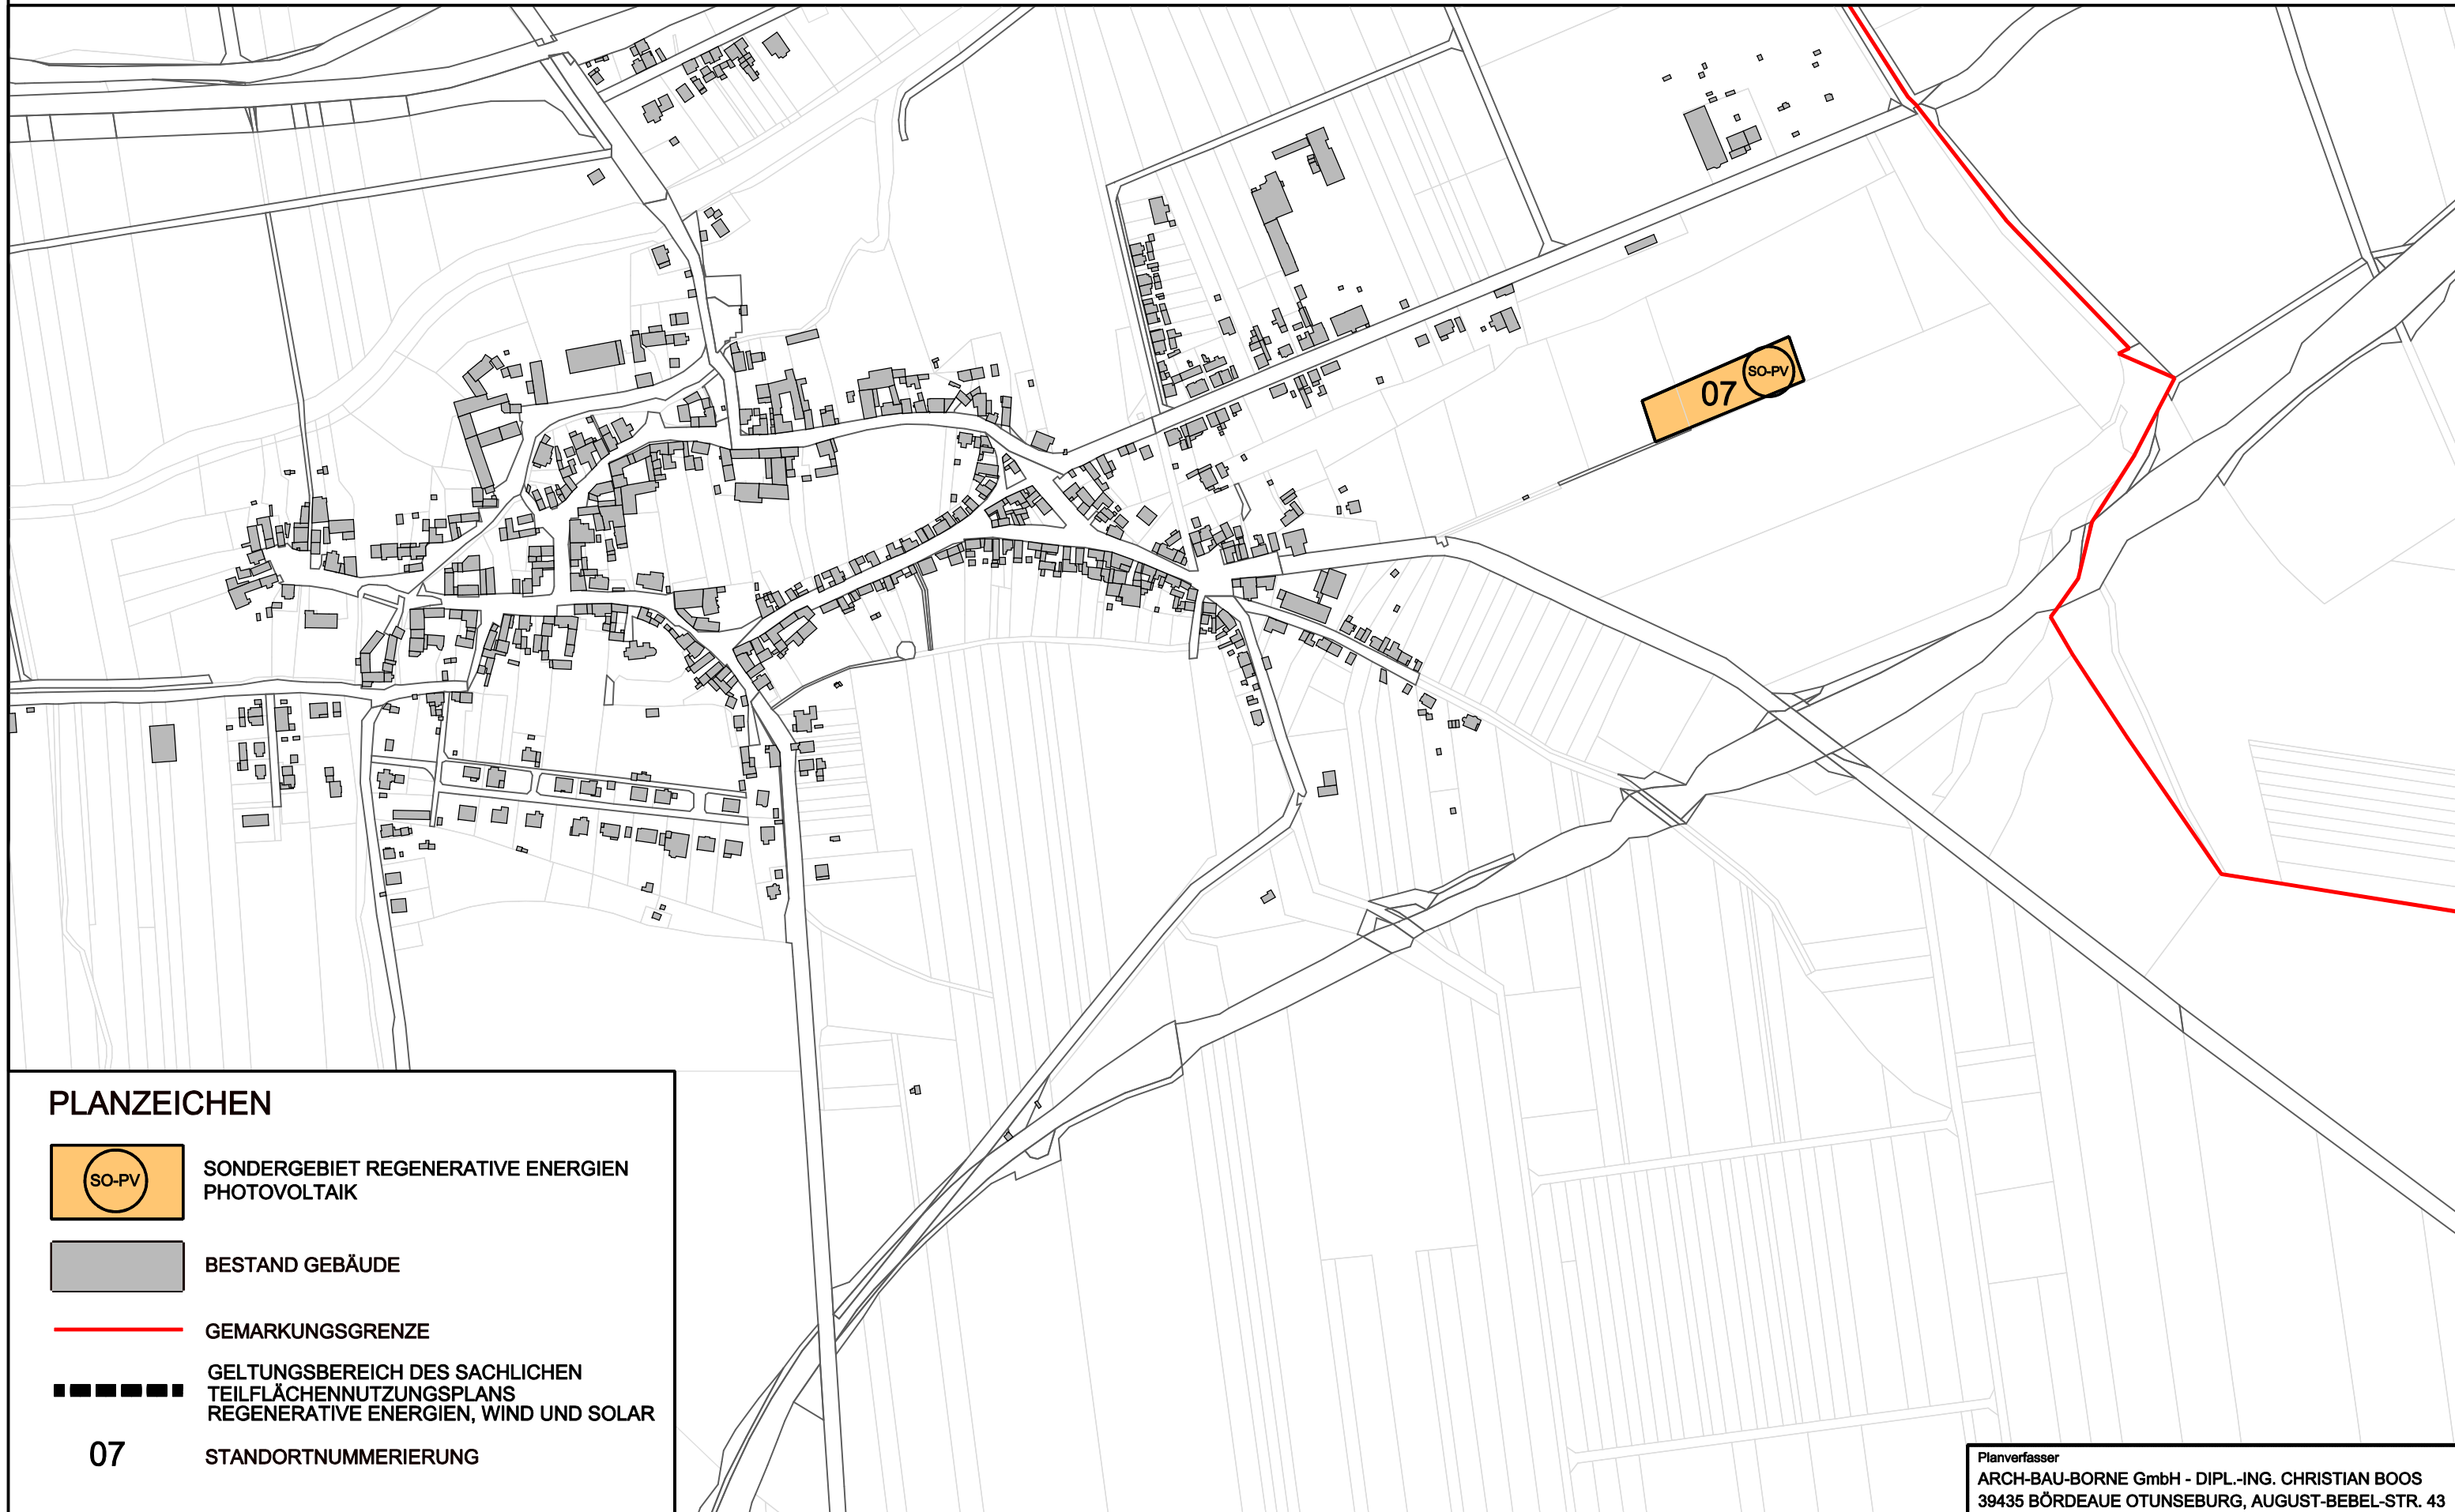 07
SO-PV
PLANZEICHEN
SO-PV
SONDERGEBIET REGENERATIVE ENERGIEN
PHOTOVOLTAIK
BESTAND GEBÄUDE
GEMARKUNGSGRENZE
GELTUNGSBEREICH DES SACHLICHEN
TEILFLÄCHENNUTZUNGSPLANS
REGENERATIVE ENERGIEN, WIND UND SOLAR
07
STANDORTNUMMERIERUNG
Planverfasser
ARCH-BAU-BORNE GmbH - DIPL.-ING. CHRISTIAN BOOS
39435 BÖRDEAUE OTUNSEBURG, AUGUST-BEBEL-STR. 43